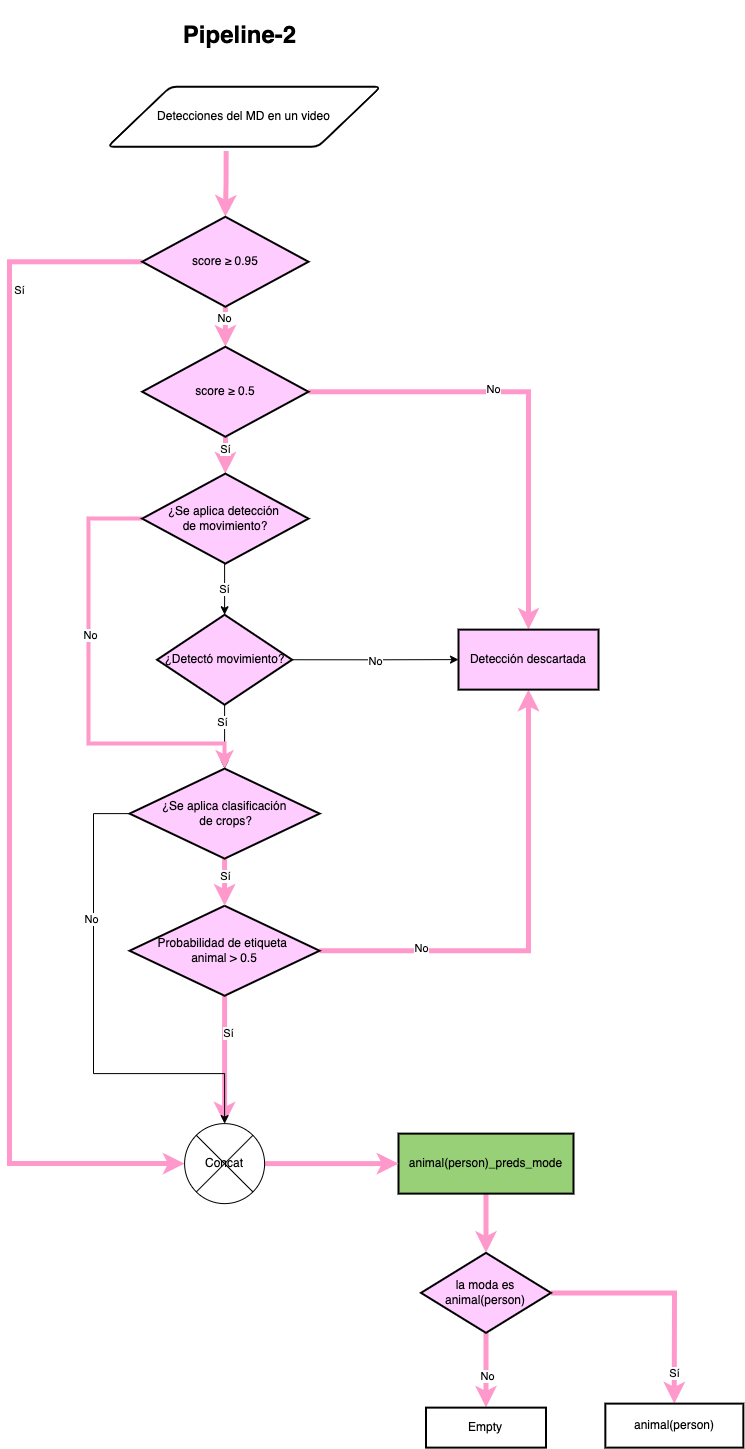 Pipeline-2
Detecciones del MD en un video
score ≥ 0.95
Sí
No
score ≥ 0.5
No
Sí
¿Se aplica detección
de movimiento?
Sí
No
¿Detectó movimiento?
No
Detección descartada
Sí
¿Se aplica clasificación
de crops?
Sí
No
Probabilidad de etiqueta
animal > 0.5
No
Sí
Concat
animal(person)_preds_mode
la moda es
animal(person)
No
Sí
Empty
animal(person)